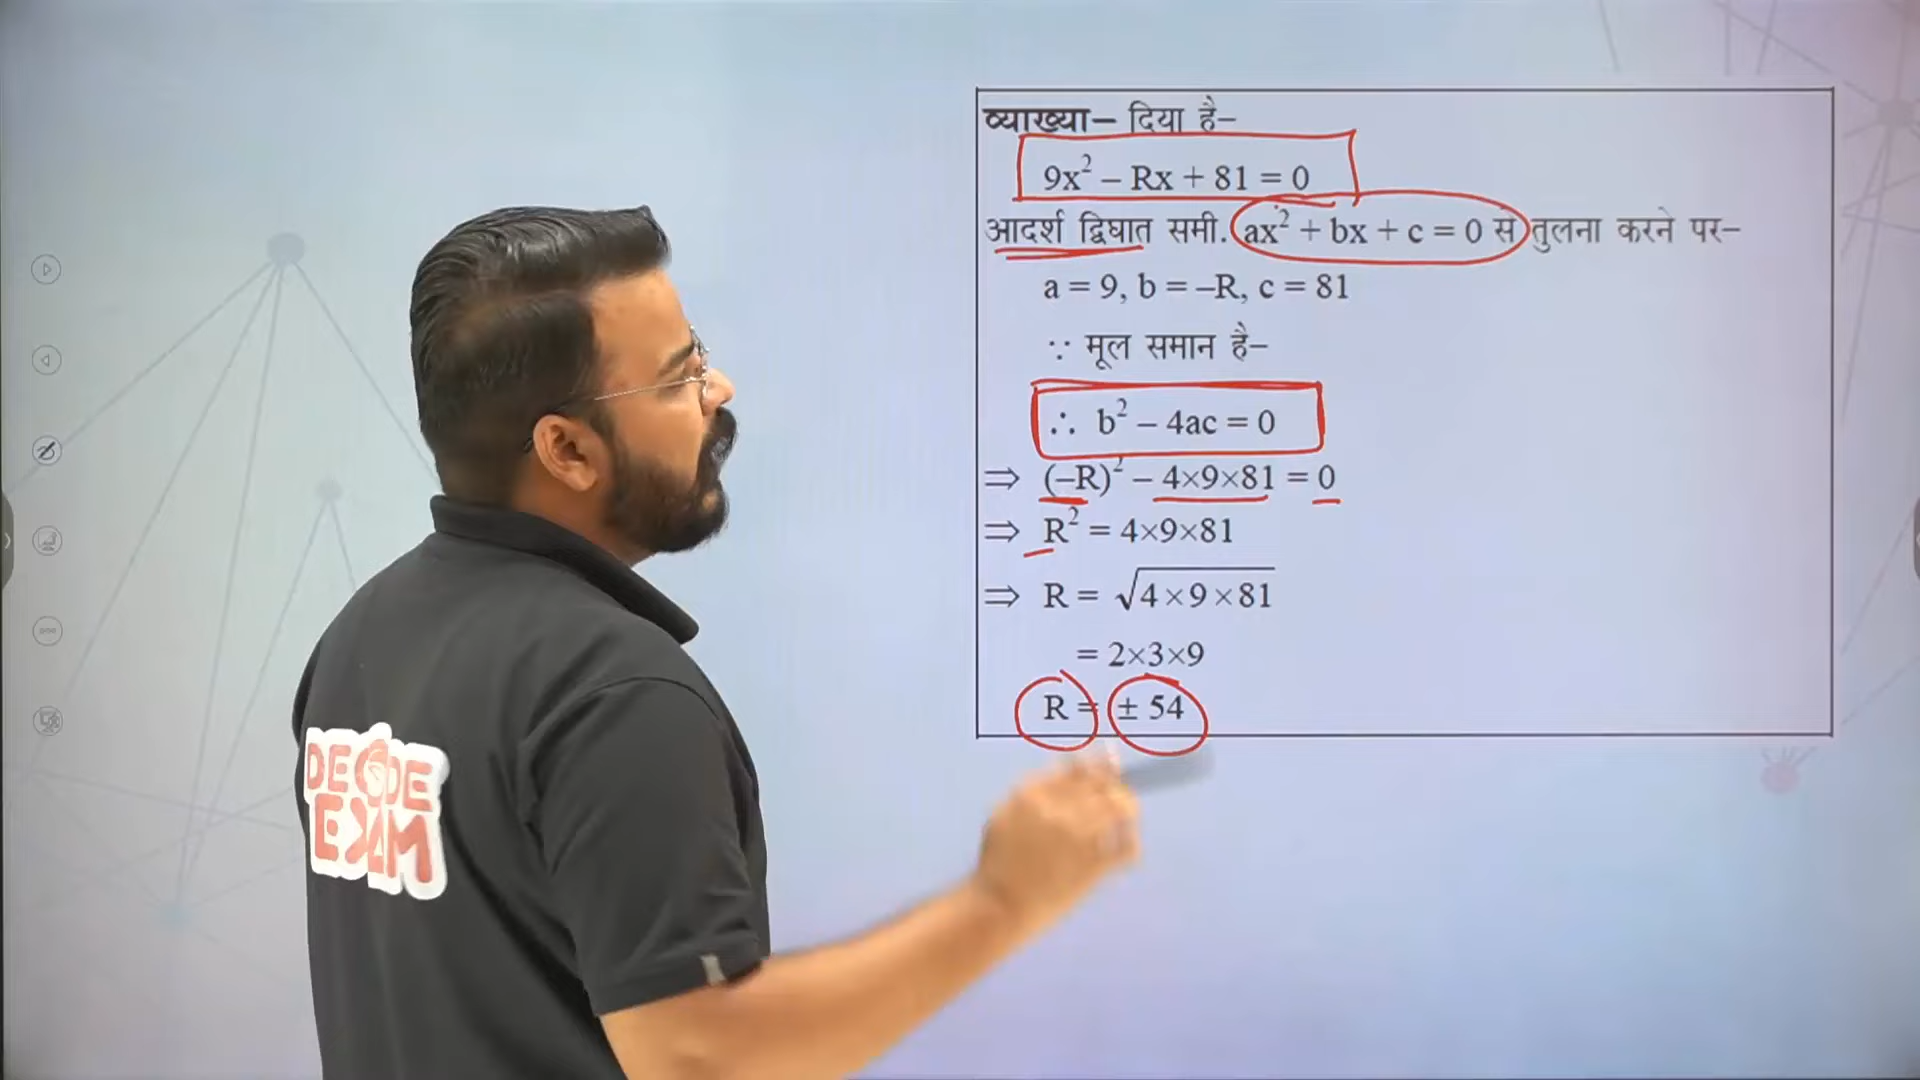 व्याख्या– दिया है–
9x² – Rx + 81 = 0
आदर्श द्विघात समी. ax² + bx + c = 0 से तुलना करने पर–
a = 9, b = –R, c = 81
∵ मूल समान है–
∴ b² – 4ac = 0
⇒ (–R)² – 4×9×81 = 0
⇒ R² = 4×9×81
⇒ R = √4×9×81
= 2×3×9
R = ± 54
DECODE
EXAM